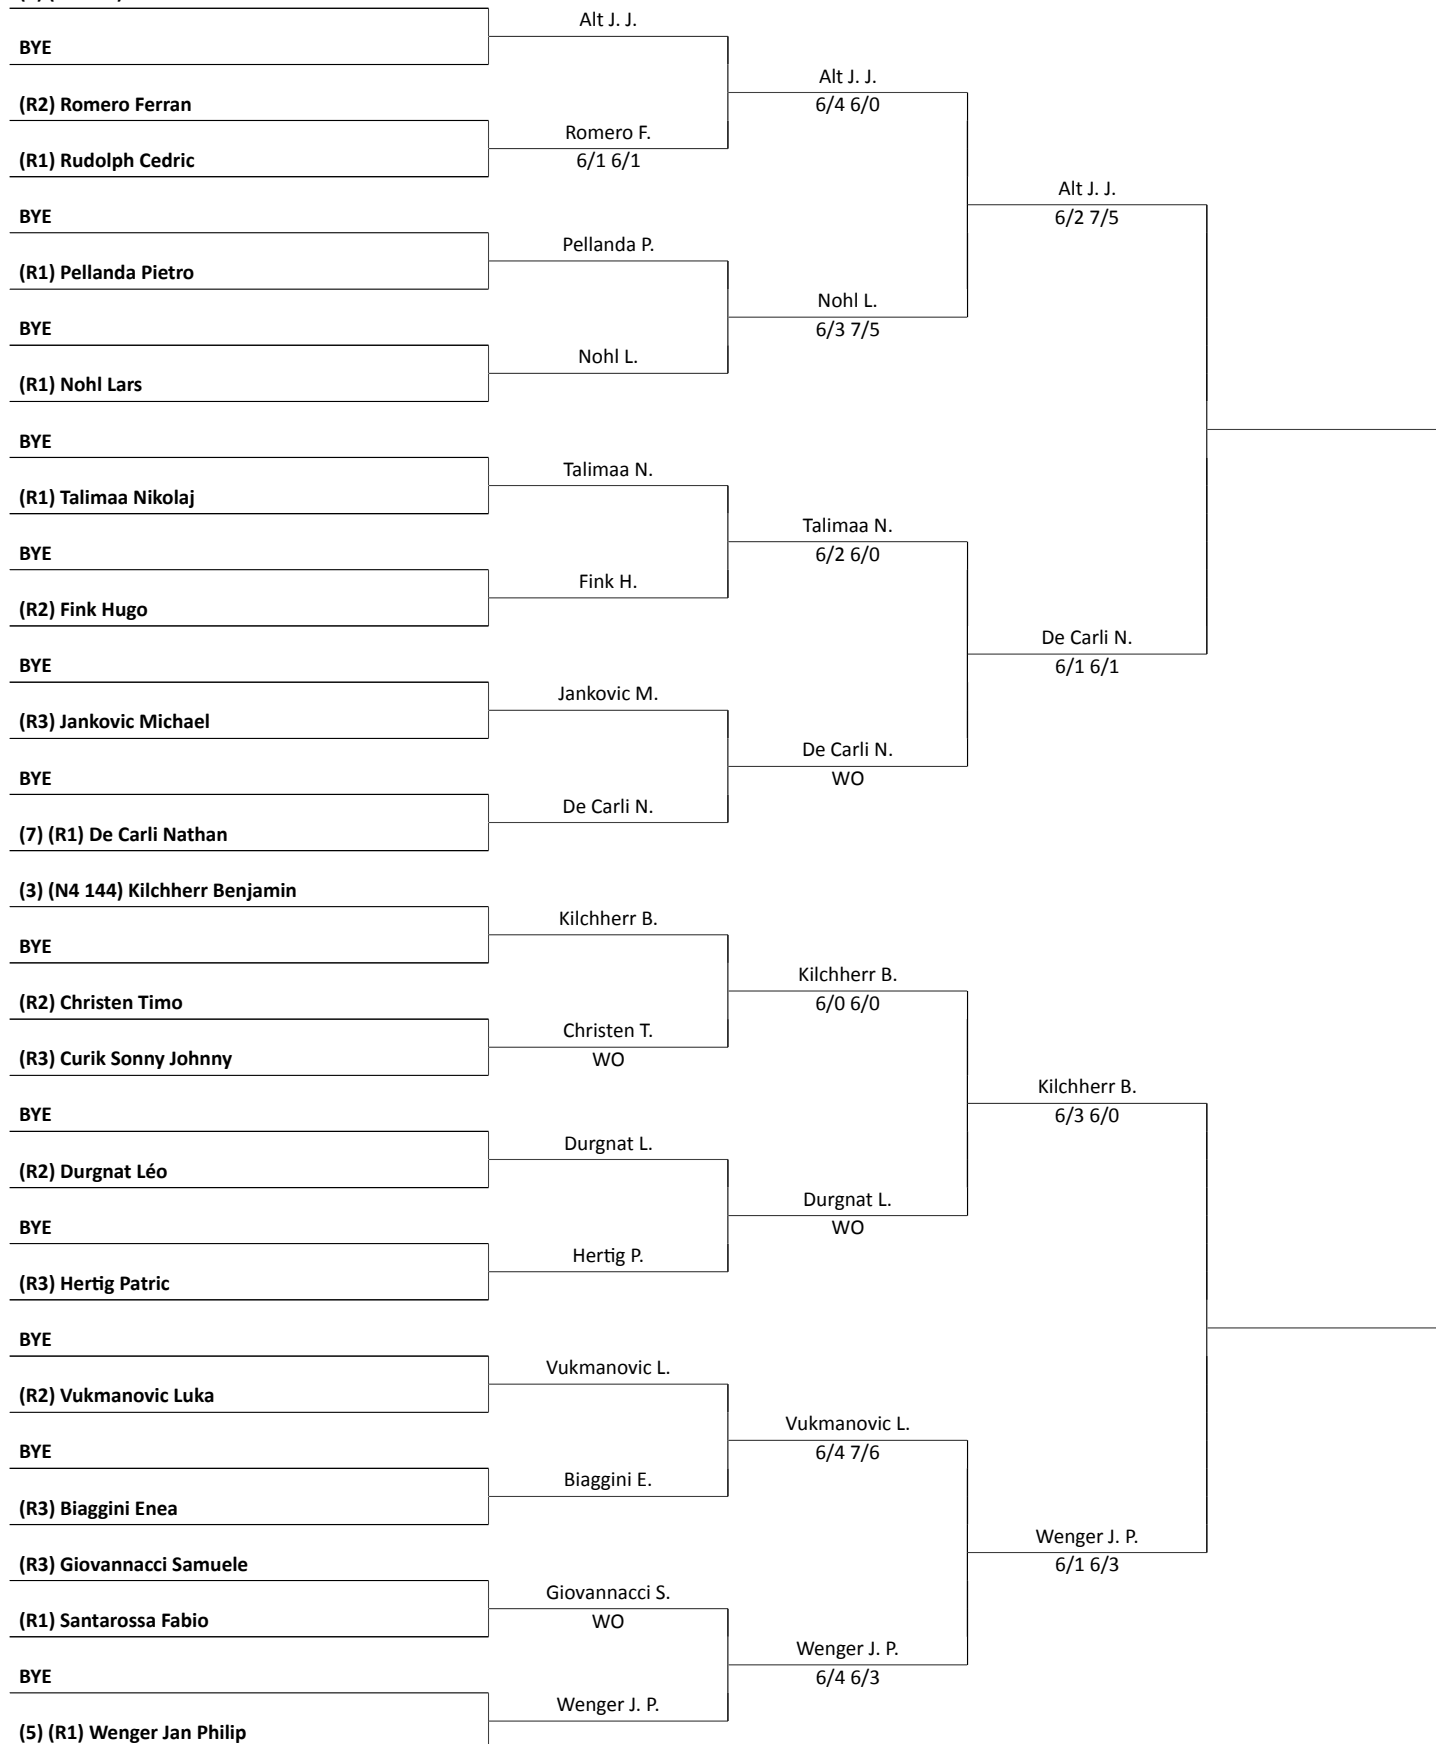 BYE
(R2) Romero Ferran
(R1) Rudolph Cedric
BYE
(R1) Pellanda Pietro
BYE
(R1) Nohl Lars
BYE
(R1) Talimaa Nikolaj
BYE
(R2) Fink Hugo
BYE
(R3) Jankovic Michael
BYE
(7) (R1) De Carli Nathan
(3) (N4 144) Kilchherr Benjamin
BYE
(R2) Christen Timo
(R3) Curik Sonny Johnny
BYE
(R2) Durgnat Léo
BYE
(R3) Hertig Patric
BYE
(R2) Vukmanovic Luka
BYE
(R3) Biaggini Enea
(R3) Giovannacci Samuele
(R1) Santarossa Fabio
BYE
(5) (R1) Wenger Jan Philip
Alt J. J.
Romero F.
6/1 6/1
Pellanda P.
Nohl L.
Talimaa N.
Fink H.
Jankovic M.
De Carli N.
Kilchherr B.
Christen T.
WO
Durgnat L.
Hertig P.
Vukmanovic L.
Biaggini E.
Giovannacci S.
WO
Wenger J. P.
Alt J. J.
6/4 6/0
Nohl L.
6/3 7/5
Talimaa N.
6/2 6/0
De Carli N.
WO
Kilchherr B.
6/0 6/0
Durgnat L.
WO
Vukmanovic L.
6/4 7/6
Wenger J. P.
6/4 6/3
Alt J. J.
6/2 7/5
De Carli N.
6/1 6/1
Kilchherr B.
6/3 6/0
Wenger J. P.
6/1 6/3